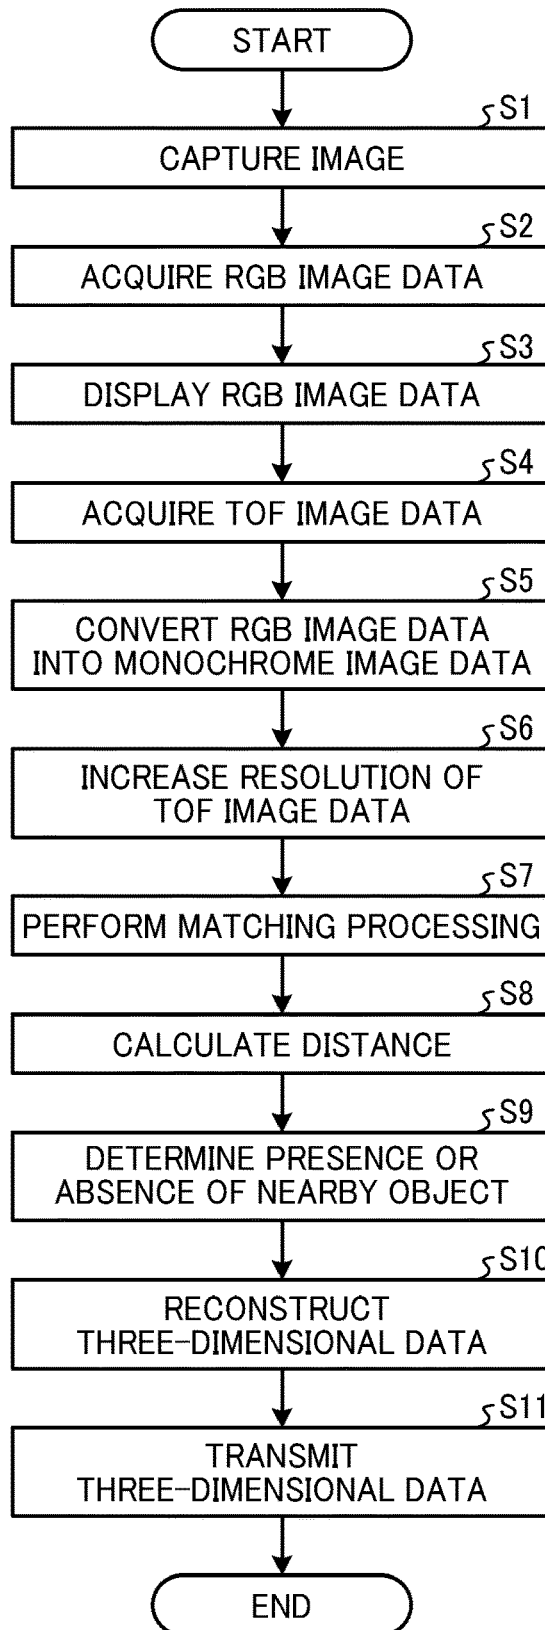 START
S1
CAPTURE IMAGE
S2
ACQUIRE RGB IMAGE DATA
S3
DISPLAY RGB IMAGE DATA
S4
ACQUIRE TOF IMAGE DATA
S5
CONVERT RGB IMAGE DATA
INTO MONOCHROME IMAGE DATA
S6
INCREASE RESOLUTION OF
TOF IMAGE DATA
S7
PERFORM MATCHING PROCESSING
S8
CALCULATE DISTANCE
S9
DETERMINE PRESENCE OR
ABSENCE OF NEARBY OBJECT
S10
RECONSTRUCT
THREE-DIMENSIONAL DATA
S11
TRANSMIT
THREE-DIMENSIONAL DATA
END